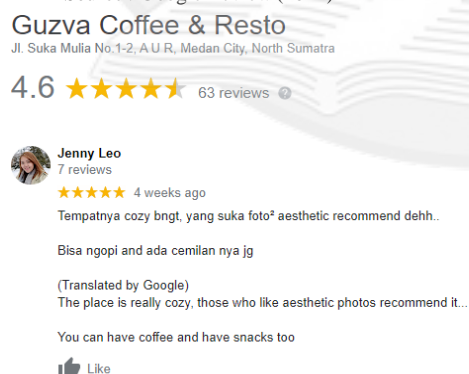 Guzva Coffee & Resto
Jl. Suka Mulia No.1-2, A U R, Medan City, North Sumatra
4.6 63 reviews
Jenny Leo
7 reviews
4 weeks ago
Tempatnya cozy bngt, yang suka foto² aesthetic recommend dehh..
Bisa ngopi and ada cemilan nya jg
(Translated by Google)
The place is really cozy, those who like aesthetic photos recommend it...
You can have coffee and have snacks too
Like